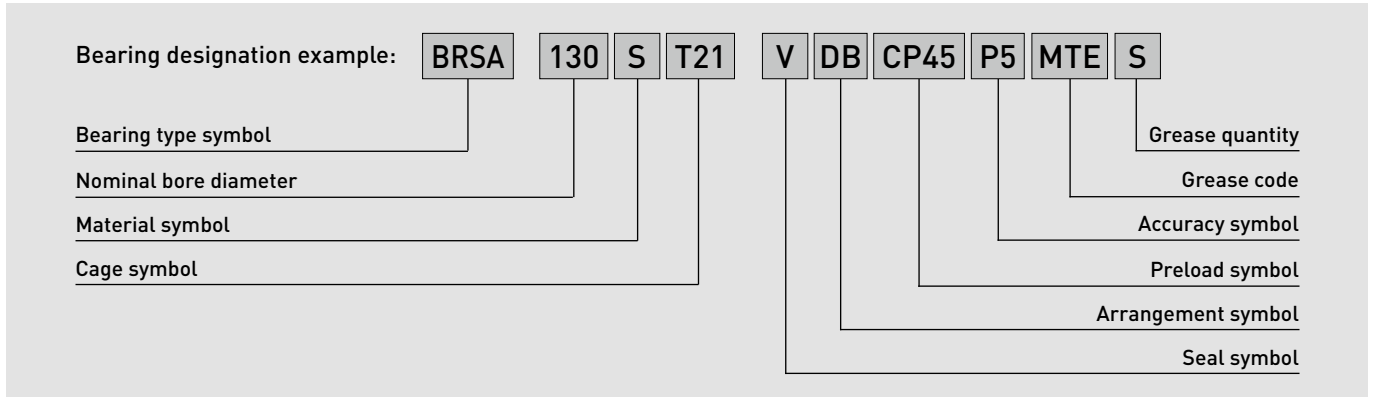 Bearing designation example: BRSA 130 S T21 V DB CP45 P5 MTE S
Bearing type symbol Grease quantity
Nominal bore diameter Grease code
Material symbol Accuracy symbol
Cage symbol Preload symbol
Arrangement symbol
Seal symbol